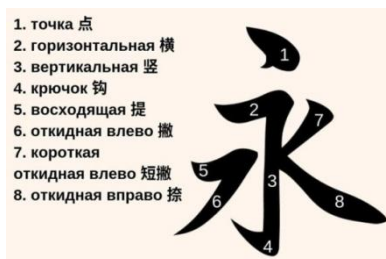 1. точка 点
2. горизонтальная 横
3. вертикальная 竖
4. крючок 钩
5. восходящая 提
6. откидная влево 撇
7. короткая
откидная влево 短撇
8. откидная вправо 捺
永
1
2
7
5
3
6
8
4